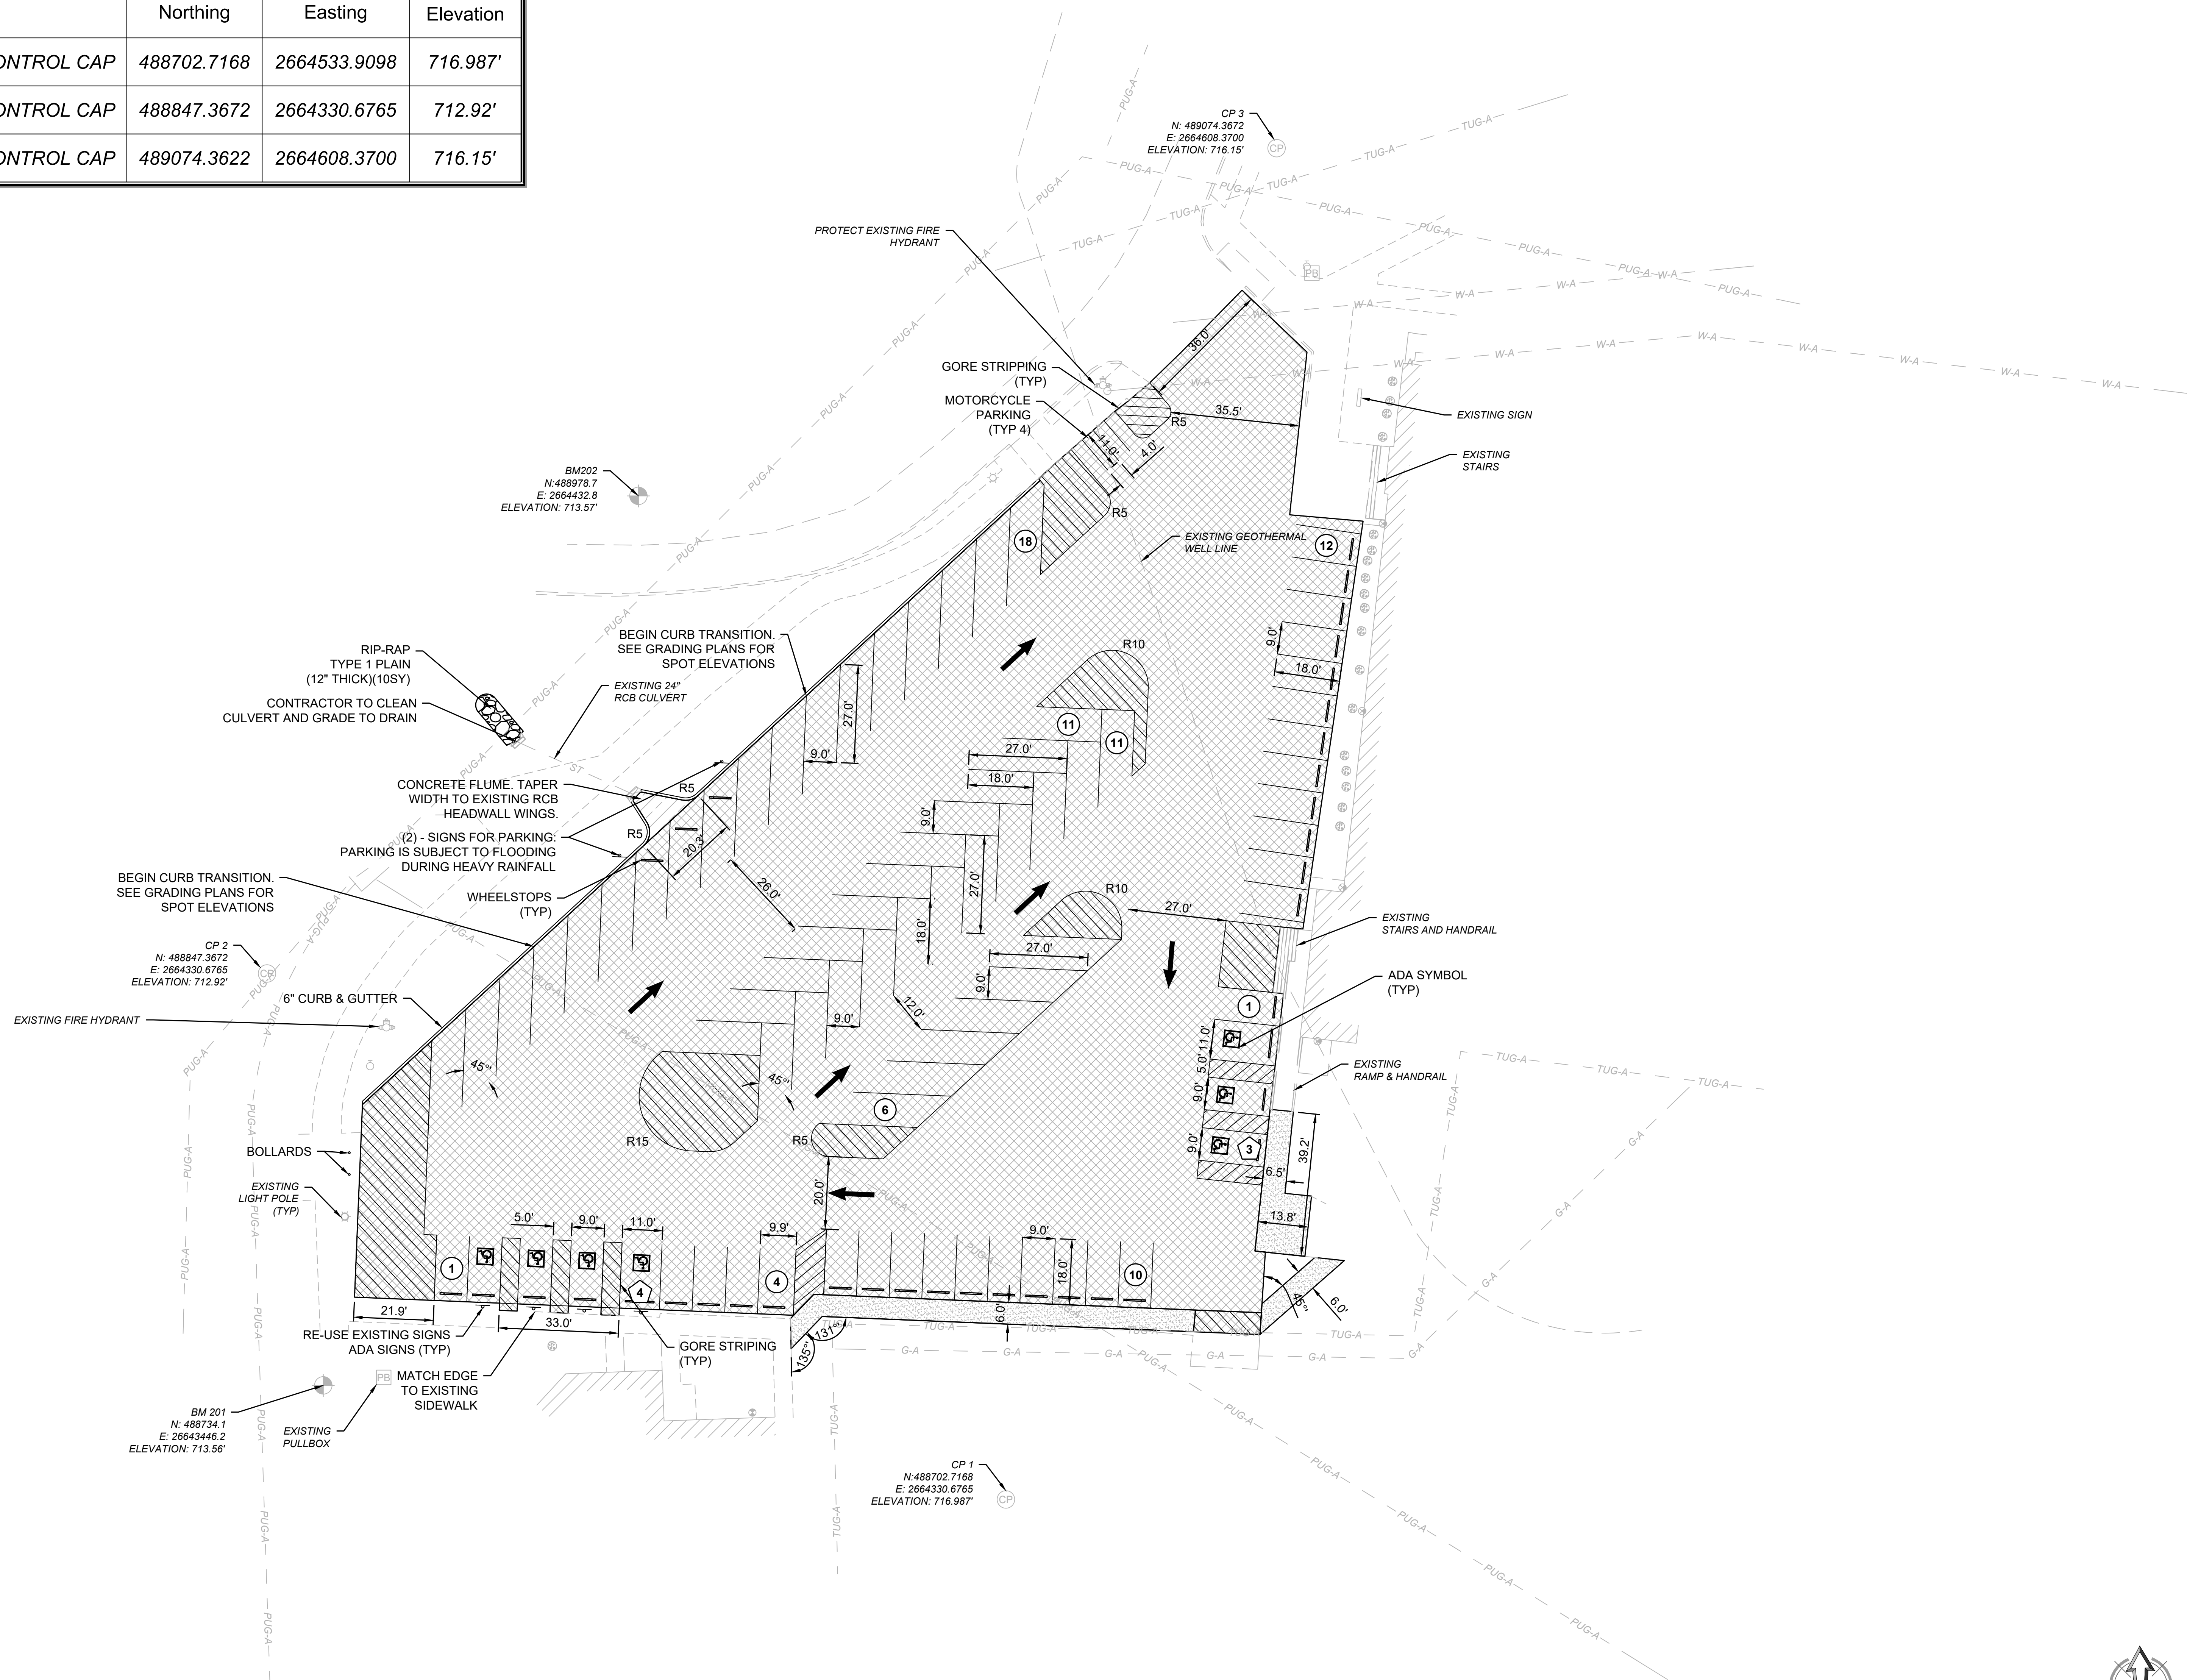 Northing Easting Elevation
ONTROL CAP 488702.7168 2664533.9098 716.987'
ONTROL CAP 488847.3672 2664330.6765 712.92'
ONTROL CAP 489074.3622 2664608.3700 716.15'
CP 3
N: 489074.3672
E: 2664608.3700
ELEVATION: 716.15'
CP
PUG-A
TUG-A
PROTECT EXISTING FIRE
HYDRANT
PB
W-A
36.0'
GORE STRIPPING
(TYP)
MOTORCYCLE
PARKING
(TYP 4)
35.5'
R5
11.0'
4.0'
EXISTING SIGN
EXISTING
STAIRS
BM202
N:488978.7
E: 2664432.8
ELEVATION: 713.57'
R5
18
EXISTING GEOTHERMAL
WELL LINE
12
9.0'
18.0'
RIP-RAP
TYPE 1 PLAIN
(12" THICK)(10SY)
CONTRACTOR TO CLEAN
CULVERT AND GRADE TO DRAIN
BEGIN CURB TRANSITION.
SEE GRADING PLANS FOR
SPOT ELEVATIONS
EXISTING 24"
RCB CULVERT
ST
R10
11
11
27.0'
9.0'
27.0'
18.0'
9.0'
CONCRETE FLUME. TAPER
WIDTH TO EXISTING RCB
HEADWALL WINGS.
R5
R5
(2) - SIGNS FOR PARKING:
PARKING IS SUBJECT TO FLOODING
DURING HEAVY RAINFALL
20.3'
26.0'
27.0'
BEGIN CURB TRANSITION.
SEE GRADING PLANS FOR
SPOT ELEVATIONS
WHEELSTOPS
(TYP)
R10
27.0'
EXISTING
STAIRS AND HANDRAIL
18.0'
27.0'
9.0'
12.0'
9.0'
CP 2
N: 488847.3672
E: 2664330.6765
ELEVATION: 712.92'
CP
6" CURB & GUTTER
EXISTING FIRE HYDRANT
ADA SYMBOL
(TYP)
1
11.0'
5.0'
9.0'
9.0'
3
EXISTING
RAMP & HANDRAIL
TUG-A
G-A
45°'
45°'
R15
6
R5
20.0'
39.2'
6.5'
13.8'
BOLLARDS
EXISTING
LIGHT POLE
(TYP)
5.0'
9.0'
11.0'
9.9'
9.0'
18.0'
1
4
4
10
6.0'
45°'
6.0'
21.9'
33.0'
131°'
135°'
RE-USE EXISTING SIGNS
ADA SIGNS (TYP)
GORE STRIPING
(TYP)
MATCH EDGE
TO EXISTING
SIDEWALK
PB
BM 201
N: 488734.1
E: 26643446.2
ELEVATION: 713.56'
EXISTING
PULLBOX
CP 1
N:488702.7168
E: 2664330.6765
ELEVATION: 716.987'
CP